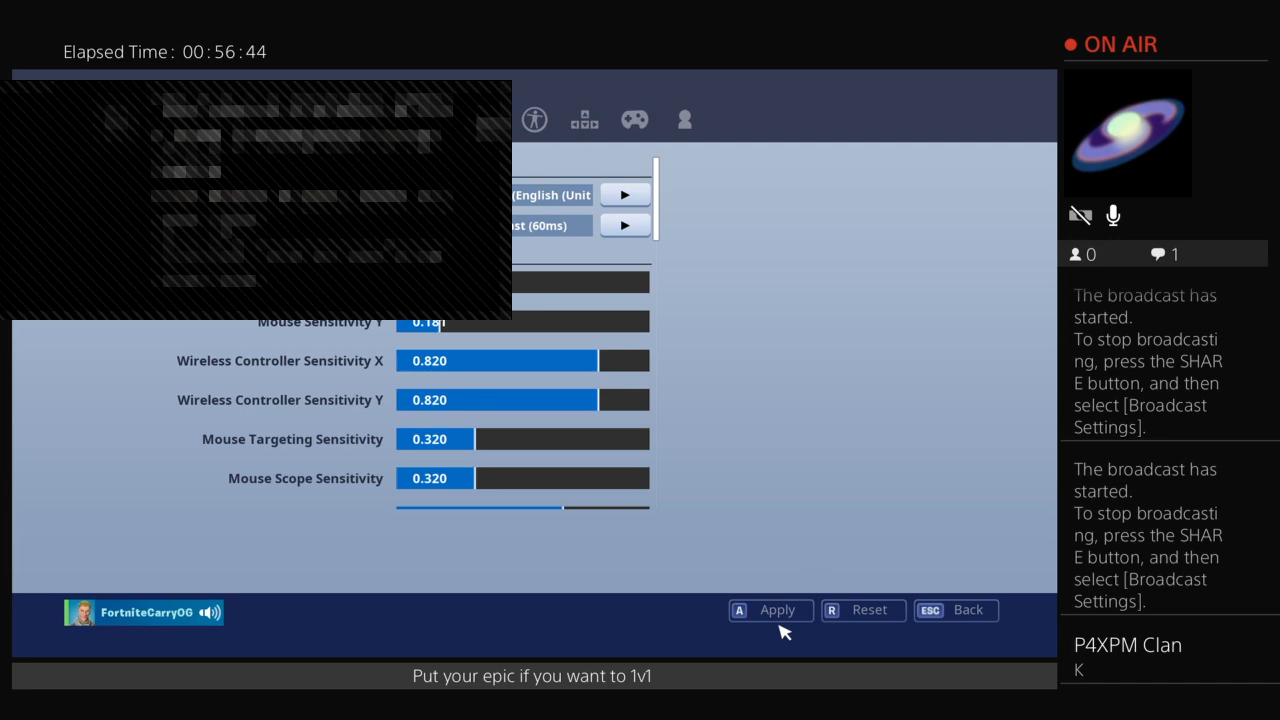 Elapsed Time: 00:56:44
ON AIR
(English (Unit
(60ms)
Mouse Sensitivity Y
Wireless Controller Sensitivity X 0.820
Wireless Controller Sensitivity Y 0.820
Mouse Targeting Sensitivity 0.320
Mouse Scope Sensitivity 0.320
FortniteCarryOG
A Apply
R Reset
ESC Back
Put your epic if you want to 1v1
0 1
The broadcast has
started.
To stop broadcasti
ng, press the SHAR
E button, and then
select [Broadcast
Settings].
The broadcast has
started.
To stop broadcasti
ng, press the SHAR
E button, and then
select [Broadcast
Settings].
P4XPM Clan
K